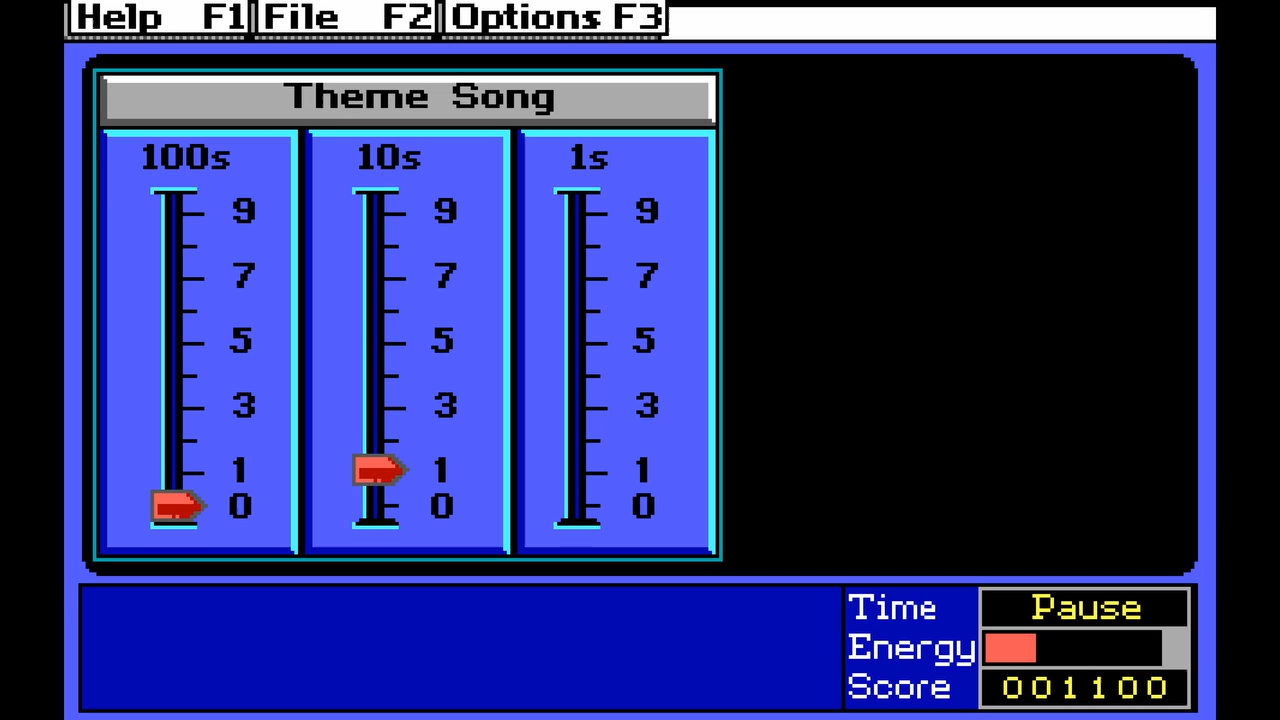 Help F1 File F2 Options F3
Theme Song
100s 10s 1s
9 9 9
7 7 7
5 5 5
3 3 3
1 1 1
0 0 0
Time Pause
Energy
Score 001100